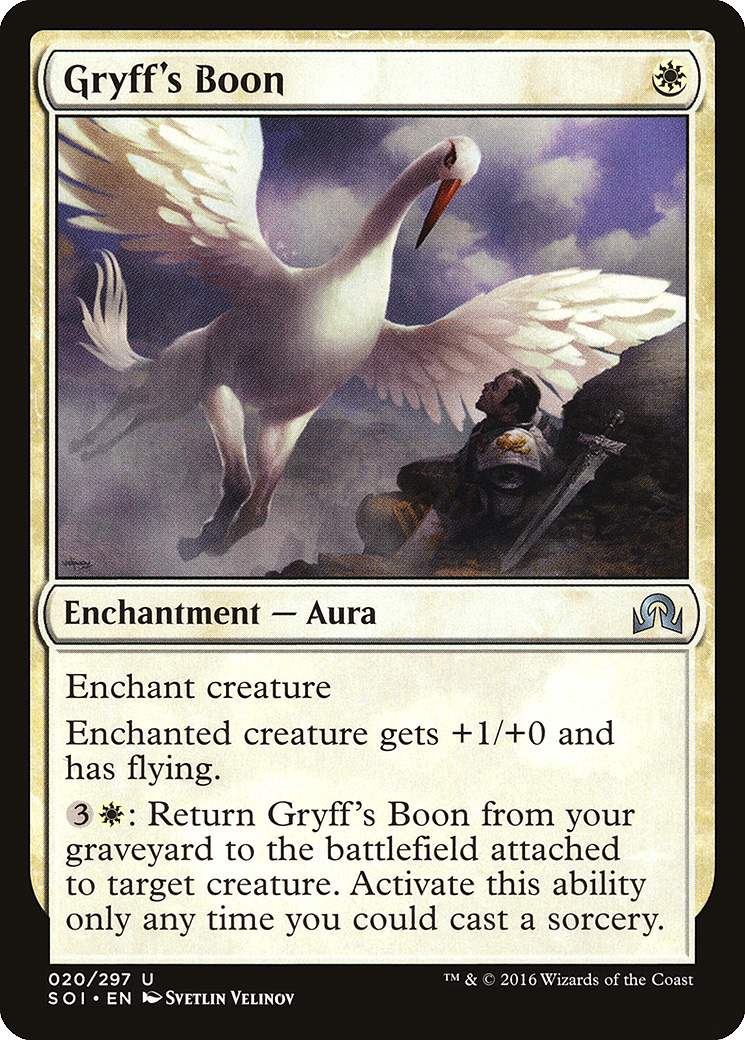 Gryff's Boon
Enchantment — Aura
Enchant creature
Enchanted creature gets +1/+0 and
has flying.
3: Return Gryff's Boon from your
graveyard to the battlefield attached
to target creature. Activate this ability
only any time you could cast a sorcery.
020/297 U
SOI • EN Svetlin Velinov
™ & © 2016 Wizards of the Coast